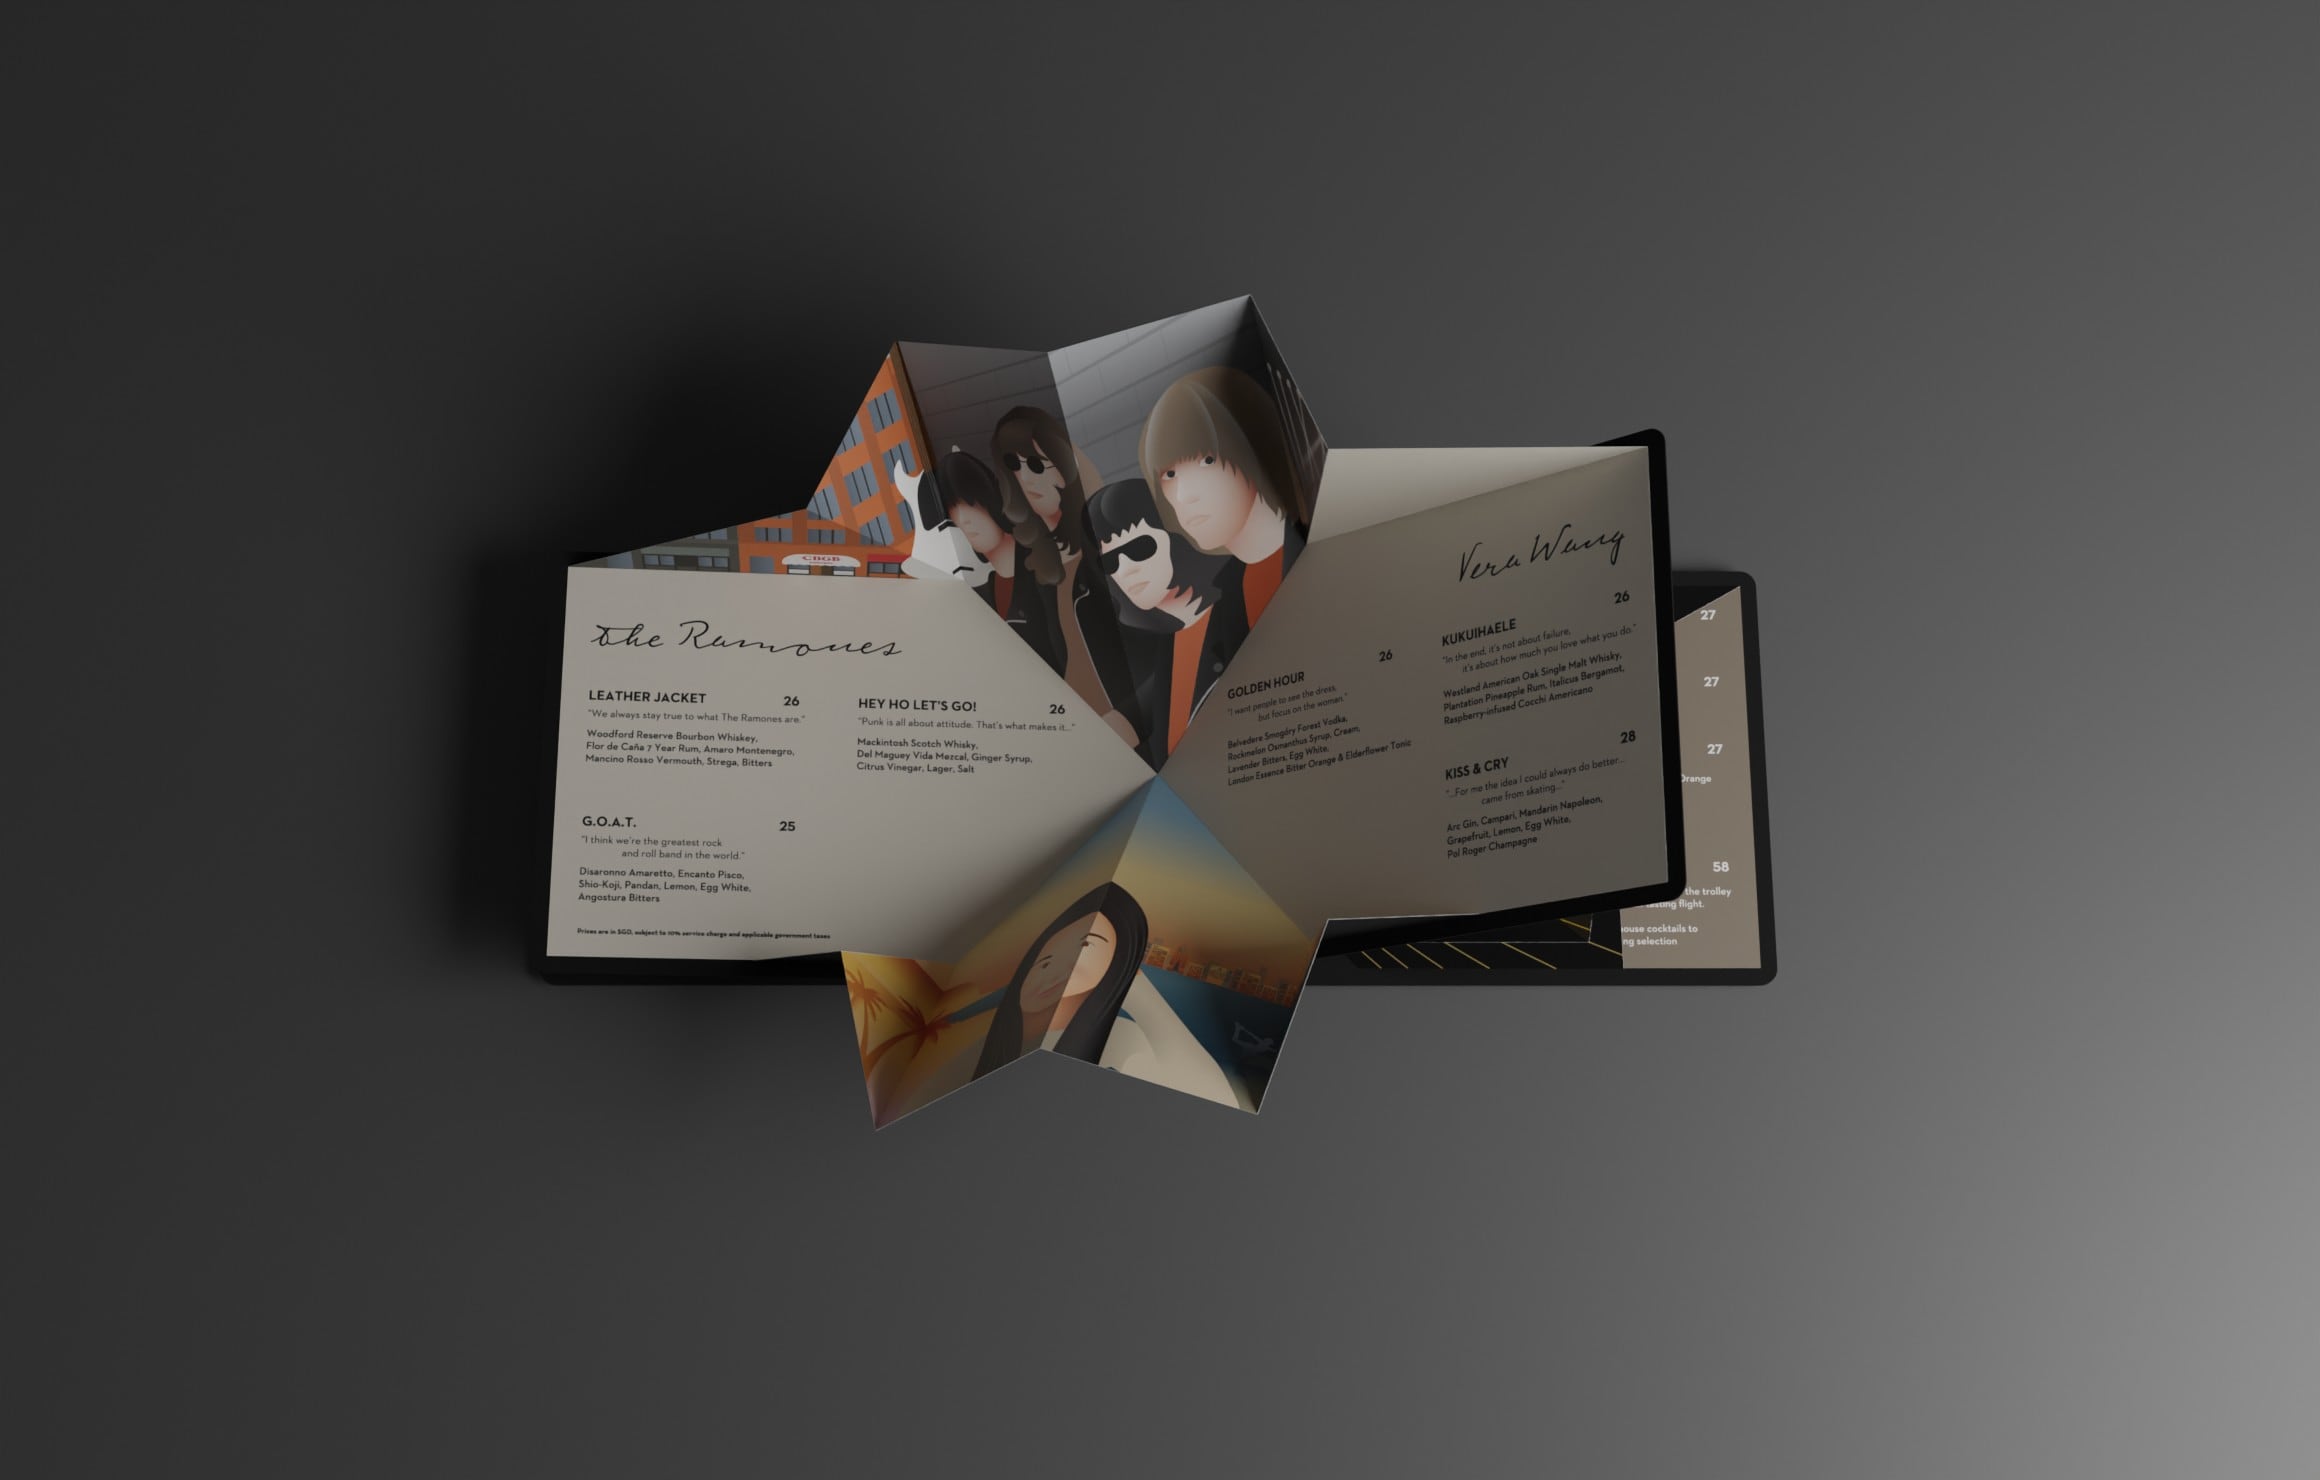 CBGB
The Ramones
LEATHER JACKET 26
"We always stay true to what The Ramones are."
Woodford Reserve Bourbon Whiskey,
Flor de Caña 7 Year Rum, Amaro Montenegro,
Mancino Rosso Vermouth, Strega, Bitters
G.O.A.T. 25
"I think we're the greatest rock
and roll band in the world."
Disaronno Amaretto, Encanto Pisco,
Shio-Koji, Pandan, Lemon, Egg White,
Angostura Bitters
Prices are in SGD, subject to 10% service charge and applicable government taxes
HEY HO LET'S GO! 26
"Punk is all about attitude. That's what makes it..."
Mackintosh Scotch Whisky,
Del Maguey Vida Mezcal, Ginger Syrup,
Citrus Vinegar, Lager, Salt
Vera Wang
GOLDEN HOUR 26
"I want people to see the dress,
but focus on the woman."
Belvedere Smogóry Forest Vodka,
Rockmelon Osmanthus Syrup, Cream,
Lavender Bitters, Egg White,
London Essence Bitter Orange & Elderflower Tonic
KUKUIHAELE 26
"In the end, it's not about failure,
it's about how much you love what you do."
Westland American Oak Single Malt Whisky,
Plantation Pineapple Rum, Italicus Bergamot,
Raspberry-infused Cocchi Americano
KISS & CRY 28
"...For me the idea I could always do better...
came from skating..."
Arc Gin, Campari, Mandarin Napoleon,
Grapefruit, Lemon, Egg White,
Pol Roger Champagne
27
27
27
Orange
58
the trolley
flight.
house cocktails to
selection